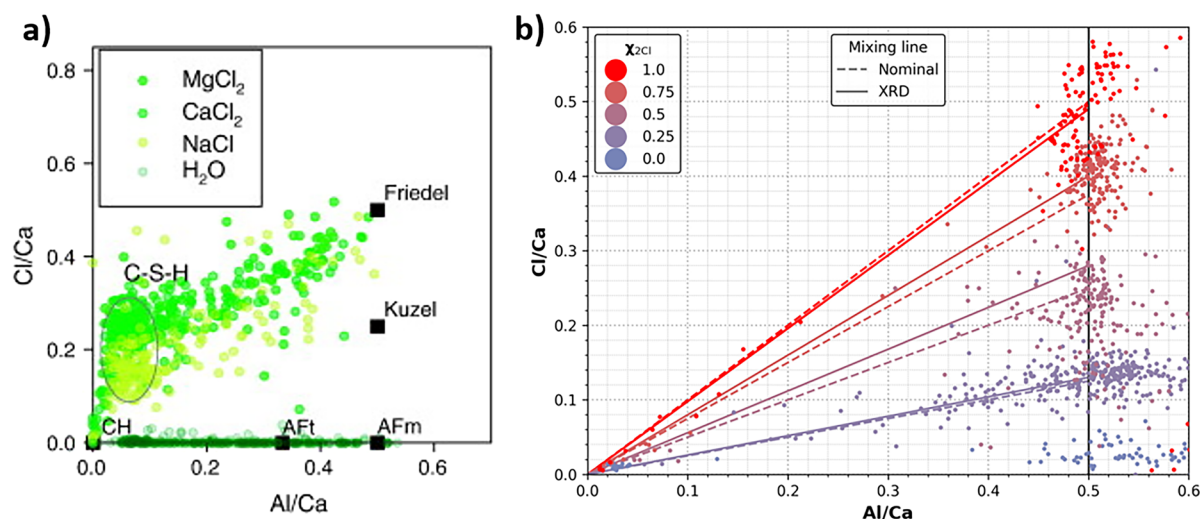 a)
MgCl2
CaCl2
NaCl
H2O
0.8
0.6
0.4
0.2
0.0
Cl/Ca
C-S-H
Friedel
Kuzel
CH
AFt
AFm
0.0
0.2
0.4
0.6
Al/Ca
b)
χ2Cl
1.0
0.75
0.5
0.25
0.0
Mixing line
Nominal
XRD
0.6
0.5
0.4
0.3
0.2
0.1
0.0
Cl/Ca
0.0
0.1
0.2
0.3
0.4
0.5
0.6
Al/Ca